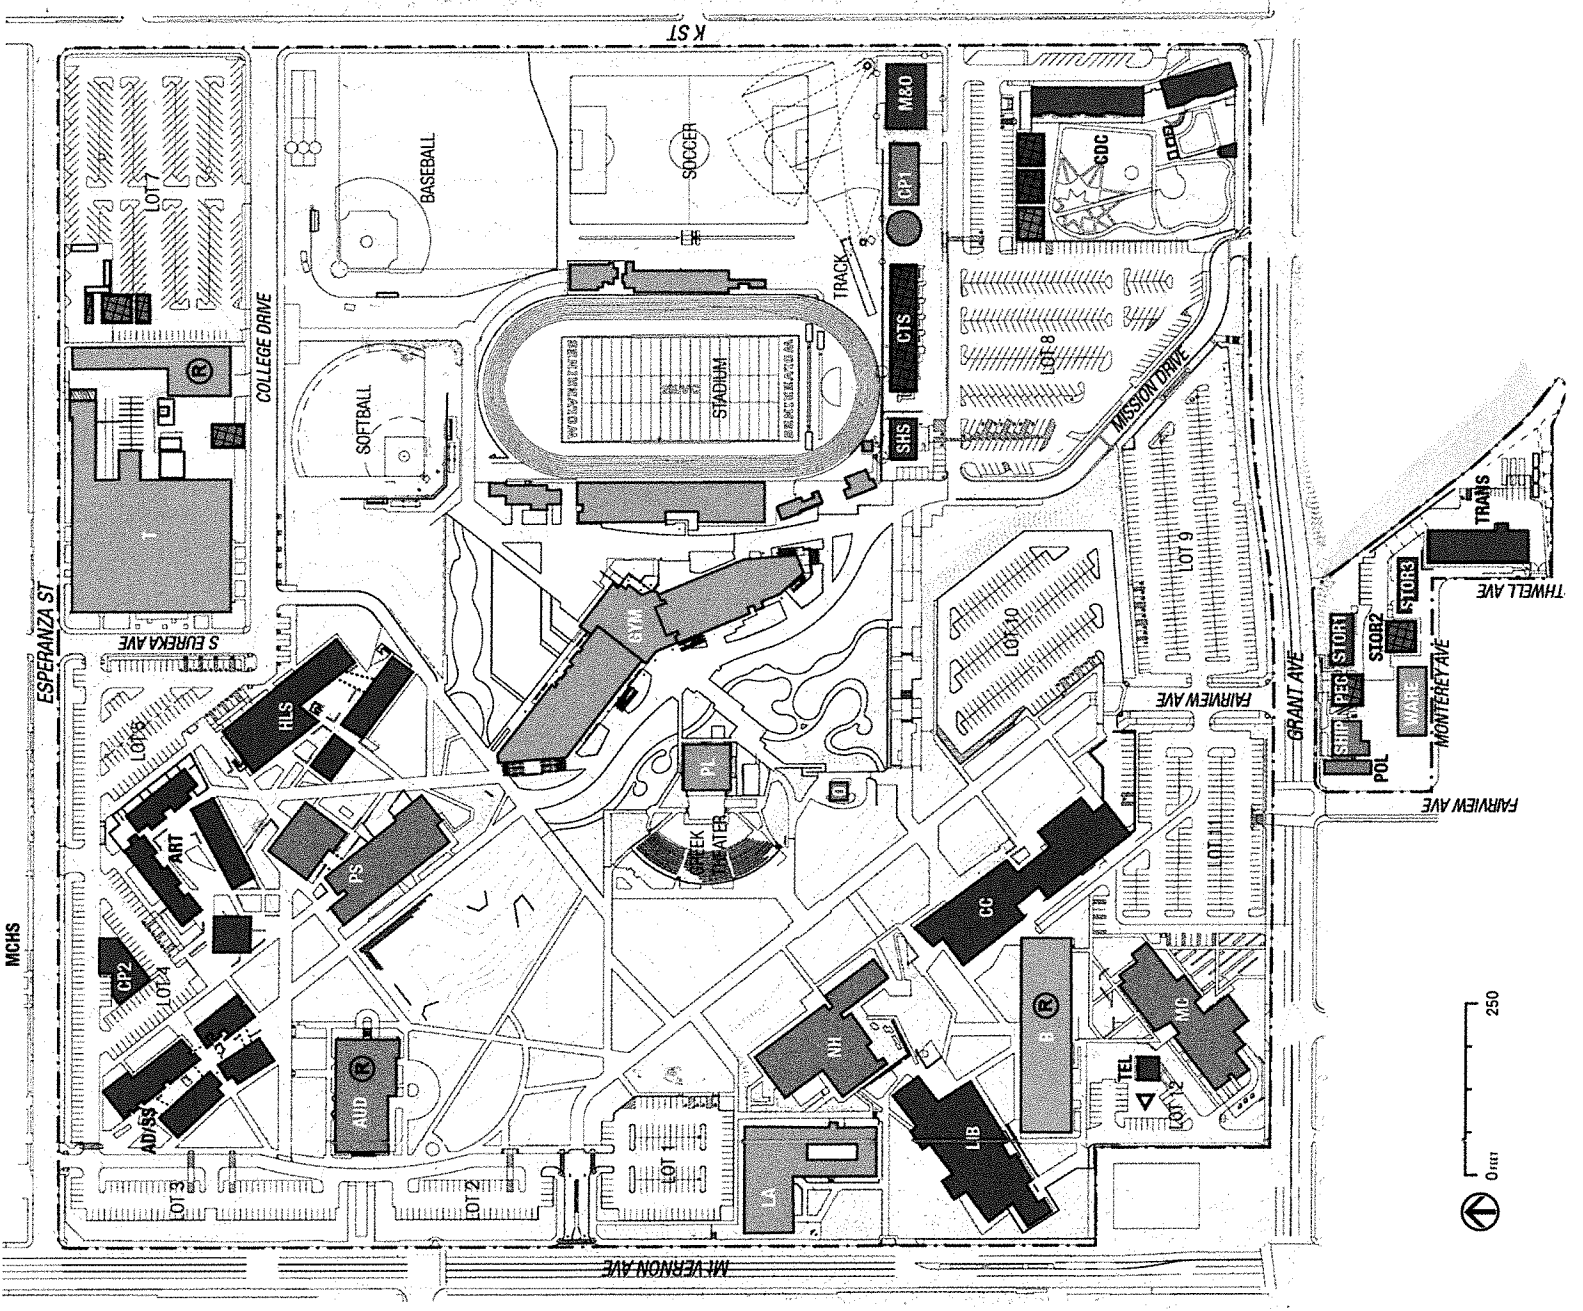 K ST
LOT 7
BASEBALL
SOCCER
M&O
CP1
CDC
COLLEGE DRIVE
TRACK
CTS
LOT 8
MISSION DRIVE
®
SOFTBALL
STADIUM
SHS
T
ESPERANZA ST
S EUREKA AVE
GYM
LOT 10
LOT 9
TRANS
STOR3
THWELL AVE
STOR1
STOR2
HLS
FAIRVIEW AVE
GRANT AVE
PEC
WARE
MONTEREY AVE
SHIP
POL
PL
I
FAIRVIEW AVE
ART
PS
GREEK
THEATER
LOT 11
CC
MCHS
CP2
LOT 4
®
B
MC
0 FEET
250
NH
AUD
®
TEL
LOT 12
AD/SS
LIB
LOT 3
LOT 2
LOT 1
LA
Mt VERNON AVE